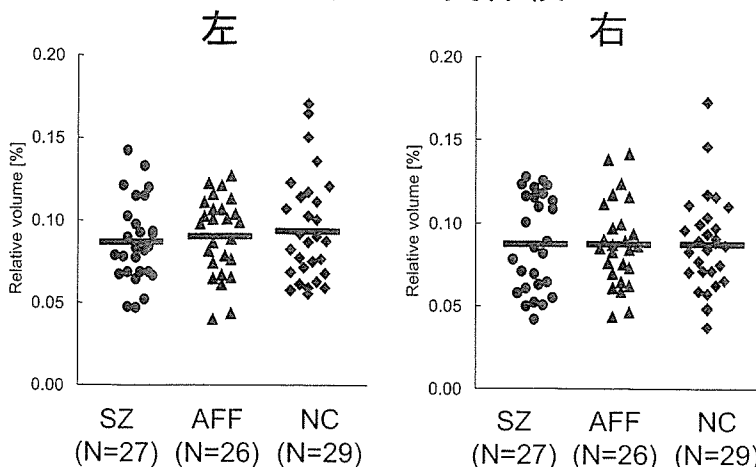 左
右
Relative volume [%]
0.20
0.15
0.10
0.05
0.00
SZ
(N=27)
AFF
(N=26)
NC
(N=29)
Relative volume [%]
0.20
0.15
0.10
0.05
0.00
SZ
(N=27)
AFF
(N=26)
NC
(N=29)